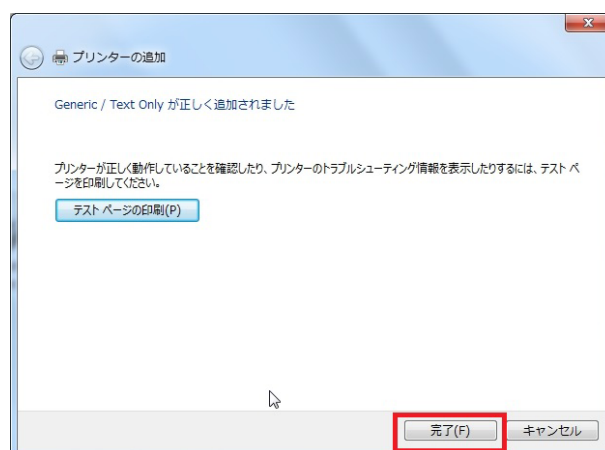 プリンターの追加
Generic / Text Only が正しく追加されました
プリンターが正しく動作していることを確認したり、プリンターのトラブルシューティング情報を表示したりするには、テスト ペ
ージを印刷してください。
テスト ページの印刷(P)
完了(F)
キャンセル